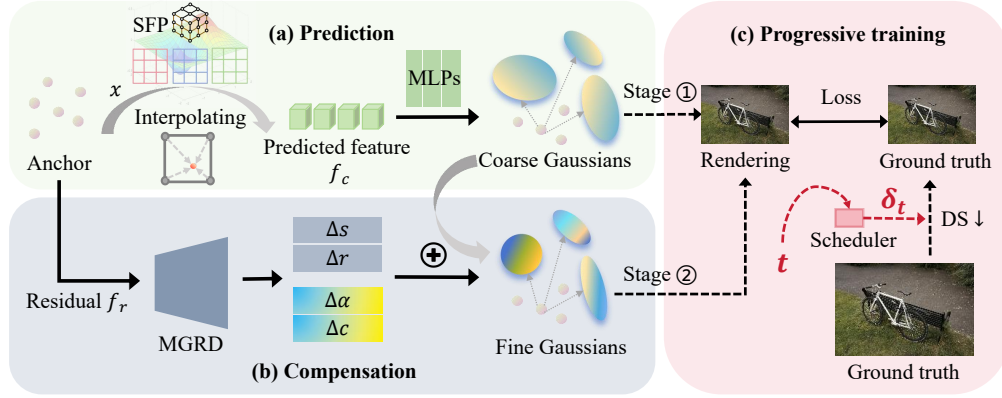 SFP
(a) Prediction
x
Interpolating
MLPs
Anchor
Predicted feature
f_c
Coarse Gaussians
Residual f_r
MGRD
Δs
Δr
Δα
Δc
Fine Gaussians
(b) Compensation
(c) Progressive training
Stage ①
Loss
Rendering
Ground truth
t
Scheduler
δ_t
DS ↓
Stage ②
Ground truth